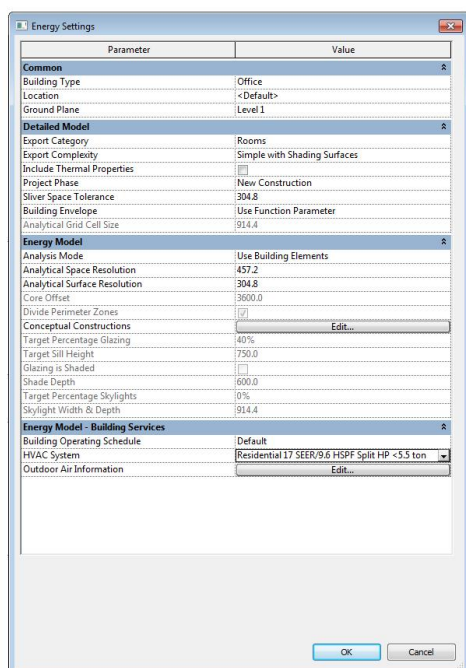 Energy Settings
Parameter Value
Common
Building Type Office
Location <Default>
Ground Plane Level 1
Detailed Model
Export Category Rooms
Export Complexity Simple with Shading Surfaces
Include Thermal Properties
Project Phase New Construction
Sliver Space Tolerance 304.8
Building Envelope Use Function Parameter
Analytical Grid Cell Size 914.4
Energy Model
Analysis Mode Use Building Elements
Analytical Space Resolution 457.2
Analytical Surface Resolution 304.8
Core Offset 3600.0
Divide Perimeter Zones
Conceptual Constructions Edit...
Target Percentage Glazing 40%
Target Sill Height 750.0
Glazing is Shaded
Shade Depth 600.0
Target Percentage Skylights 0%
Skylight Width & Depth 914.4
Energy Model - Building Services
Building Operating Schedule Default
HVAC System Residential 17 SEER/9.6 HSPF Split HP <5.5 ton
Outdoor Air Information Edit...
OK Cancel